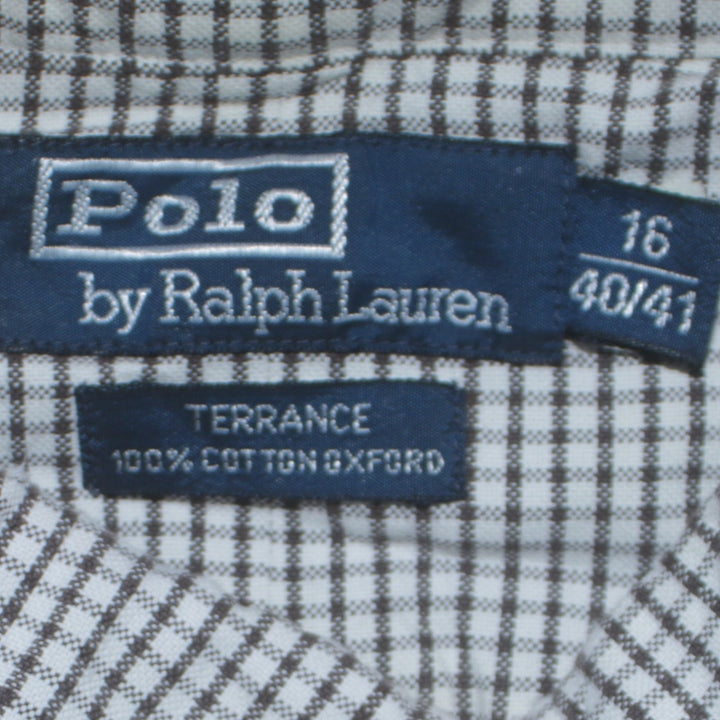 Polo
by Ralph Lauren
16
40/41
TERRANCE
100% COTTON OXFORD